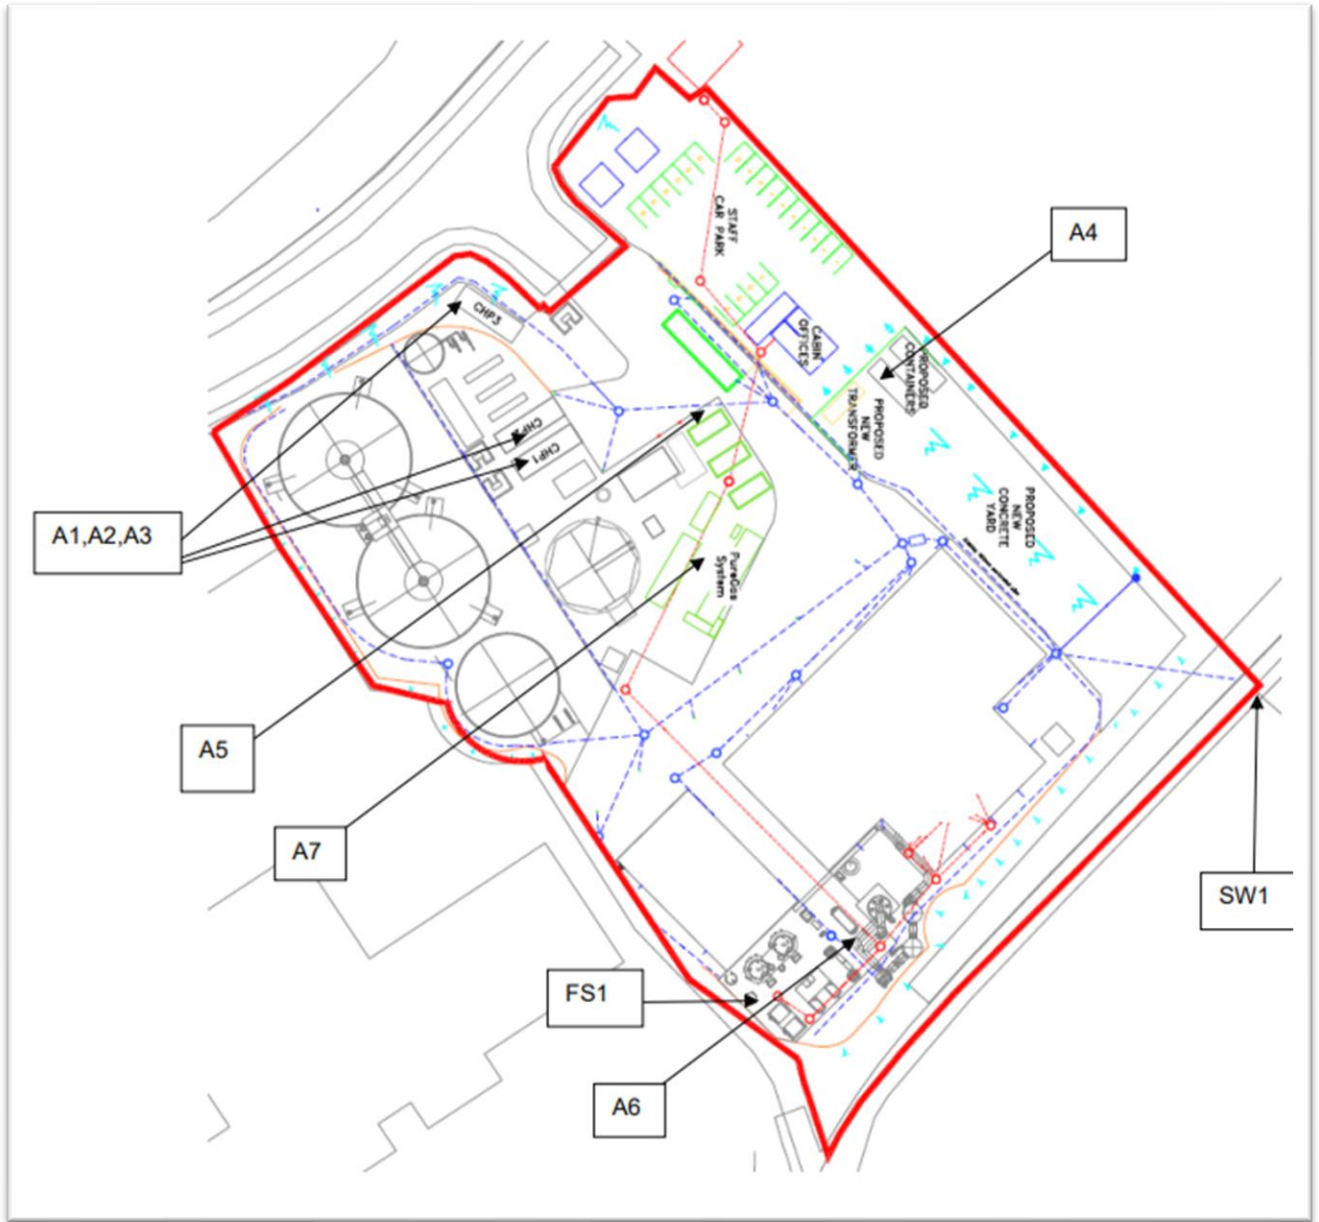 STAFF
CAR PARK
A4
CHP3
CABIN
OFFICES
PROPOSED
CONTAINERS
PROPOSED
NEW
TRANSFORMER
CHP2
CHP1
A1,A2,A3
PROPOSED
NEW
CONCRETE
YARD
PureGas
System
A5
A7
SW1
FS1
A6